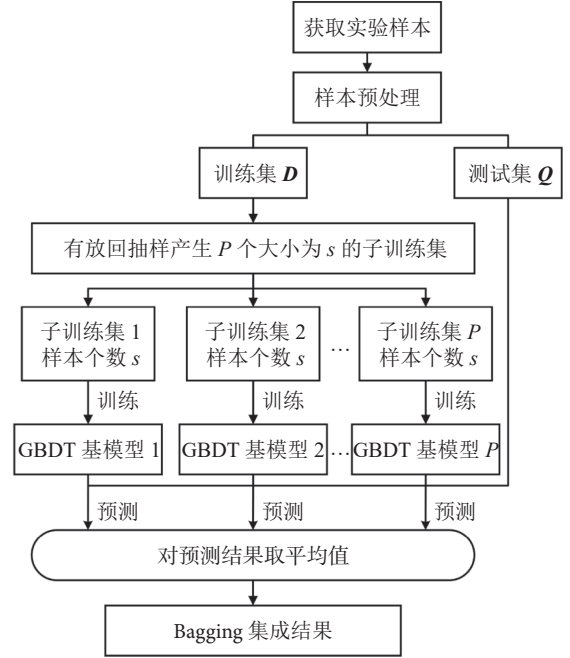 获取实验样本
样本预处理
训练集 D
测试集 Q
有放回抽样产生 P 个大小为 s 的子训练集
子训练集 1
样本个数 s
子训练集 2
样本个数 s
…
子训练集 P
样本个数 s
训练
训练
训练
GBDT 基模型 1
GBDT 基模型 2
…
GBDT 基模型 P
预测
预测
预测
对预测结果取平均值
Bagging 集成结果